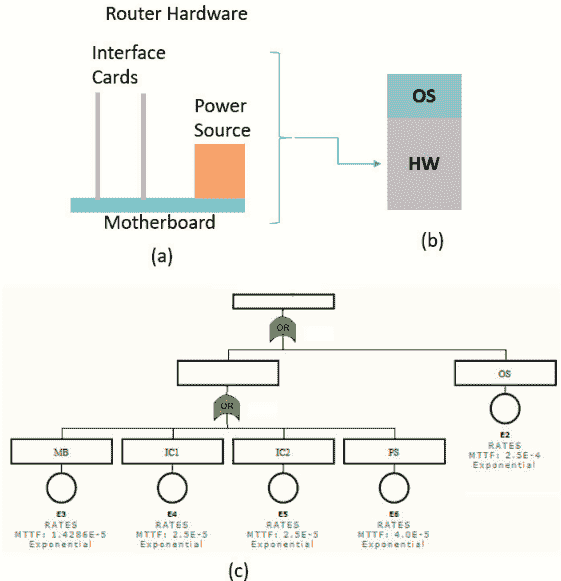 Router Hardware
Interface
Cards
Power
Source
Motherboard
(a)
OS
HW
(b)
OR
OR
OS
E2
RATES
MTTF: 2.5E-4
Exponential
MB
IC1
IC2
PS
E3
RATES
MTTF: 1.4286E-5
Exponential
E4
RATES
MTTF: 2.5E-5
Exponential
E5
RATES
MTTF: 2.5E-5
Exponential
E6
RATES
MTTF: 4.0E-5
Exponential
(c)